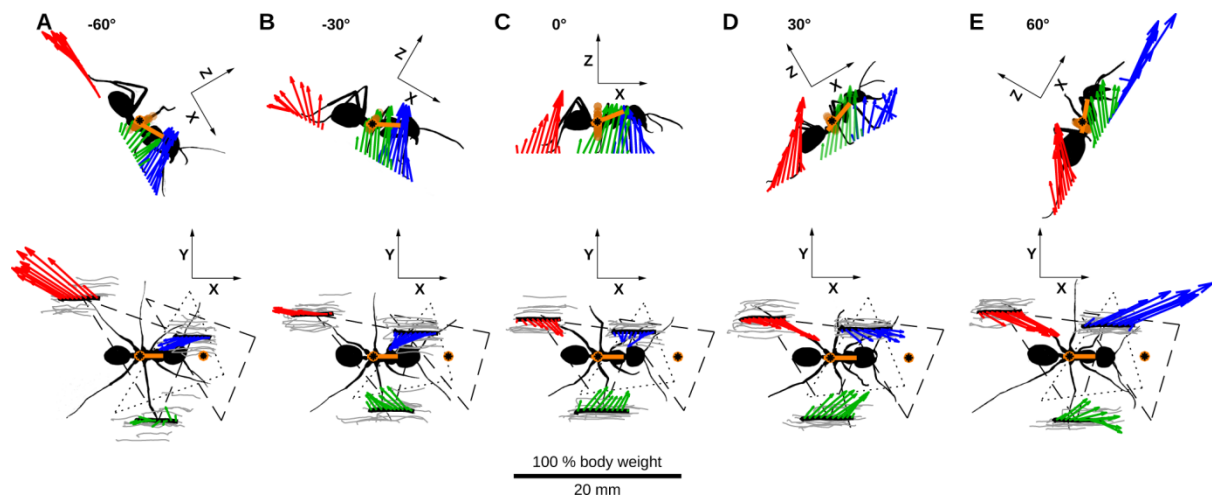 A -60°
B -30°
C 0°
D 30°
E 60°
Z X
Z X
Z X
Z X
Z X
Y X
Y X
Y X
Y X
Y X
100 % body weight
20 mm